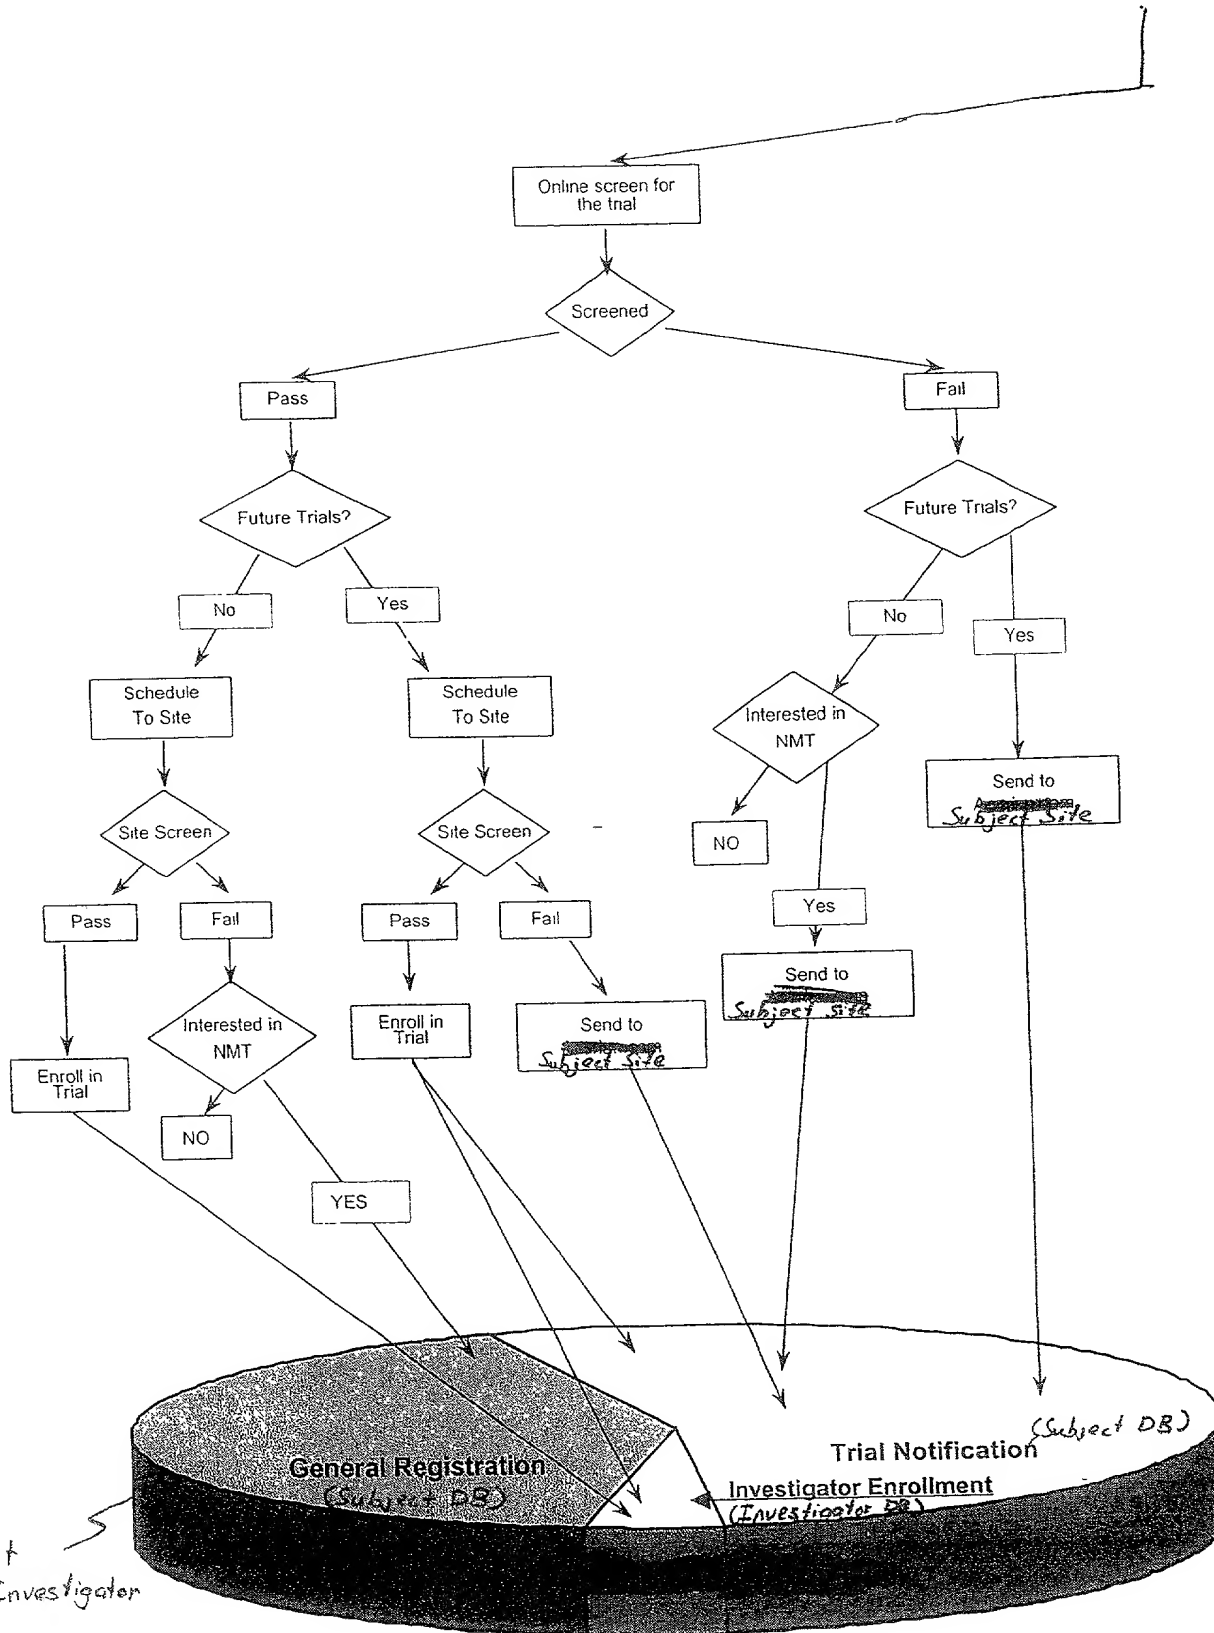 Online screen for
the trial
Screened
Pass
Fail
Future Trials?
Future Trials?
No
Yes
No
Yes
Schedule
To Site
Schedule
To Site
Interested in
NMT
Send to
Subject Site
Site Screen
Site Screen
NO
Yes
Pass
Fail
Pass
Fail
Send to
Subject Site
Interested in
NMT
Enroll in
Trial
Send to
Subject Site
Enroll in
Trial
NO
YES
(Subject DB)
Trial Notification
General Registration
(Subject DB)
Investigator Enrollment
(Investigator DB)
t
Investigator